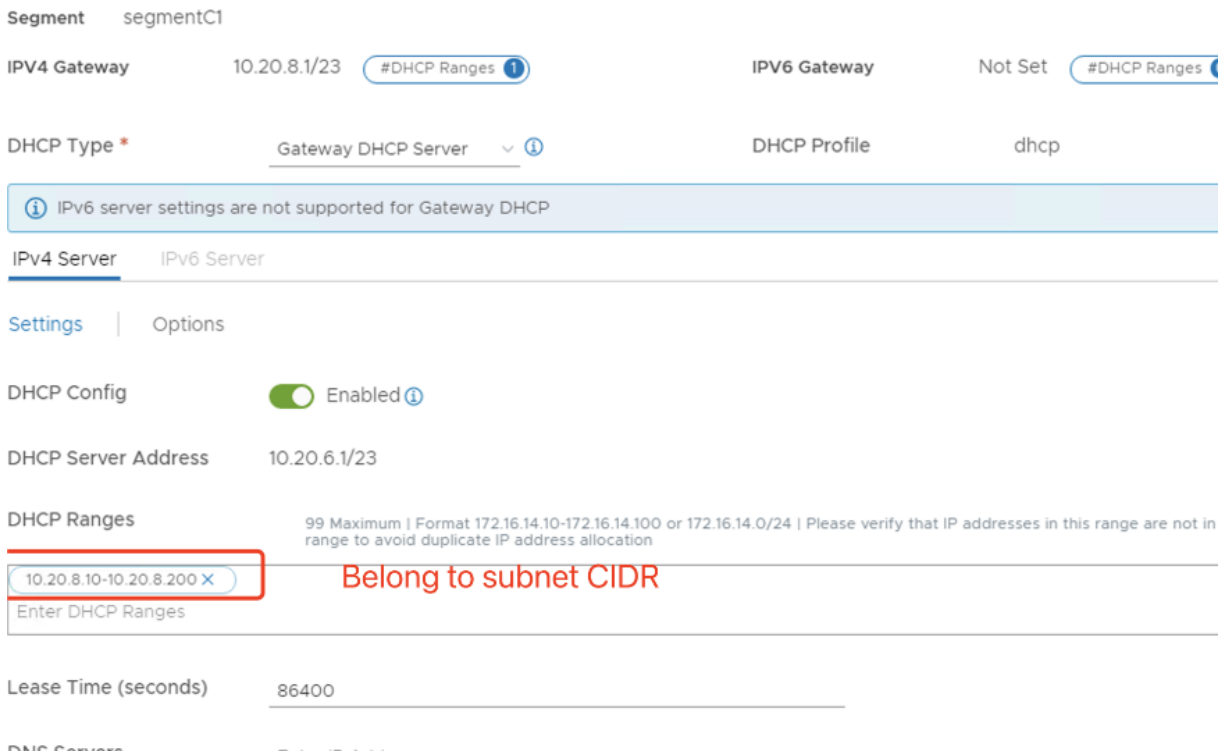 Segment segmentC1
IPV4 Gateway 10.20.8.1/23 #DHCP Ranges 1 IPV6 Gateway Not Set #DHCP Ranges
DHCP Type * Gateway DHCP Server DHCP Profile dhcp
IPv6 server settings are not supported for Gateway DHCP
IPv4 Server IPv6 Server
Settings Options
DHCP Config Enabled
DHCP Server Address 10.20.6.1/23
DHCP Ranges 99 Maximum | Format 172.16.14.10-172.16.14.100 or 172.16.14.0/24 | Please verify that IP addresses in this range are not in
range to avoid duplicate IP address allocation
10.20.8.10-10.20.8.200 Belong to subnet CIDR
Enter DHCP Ranges
Lease Time (seconds) 86400
DNS Servers